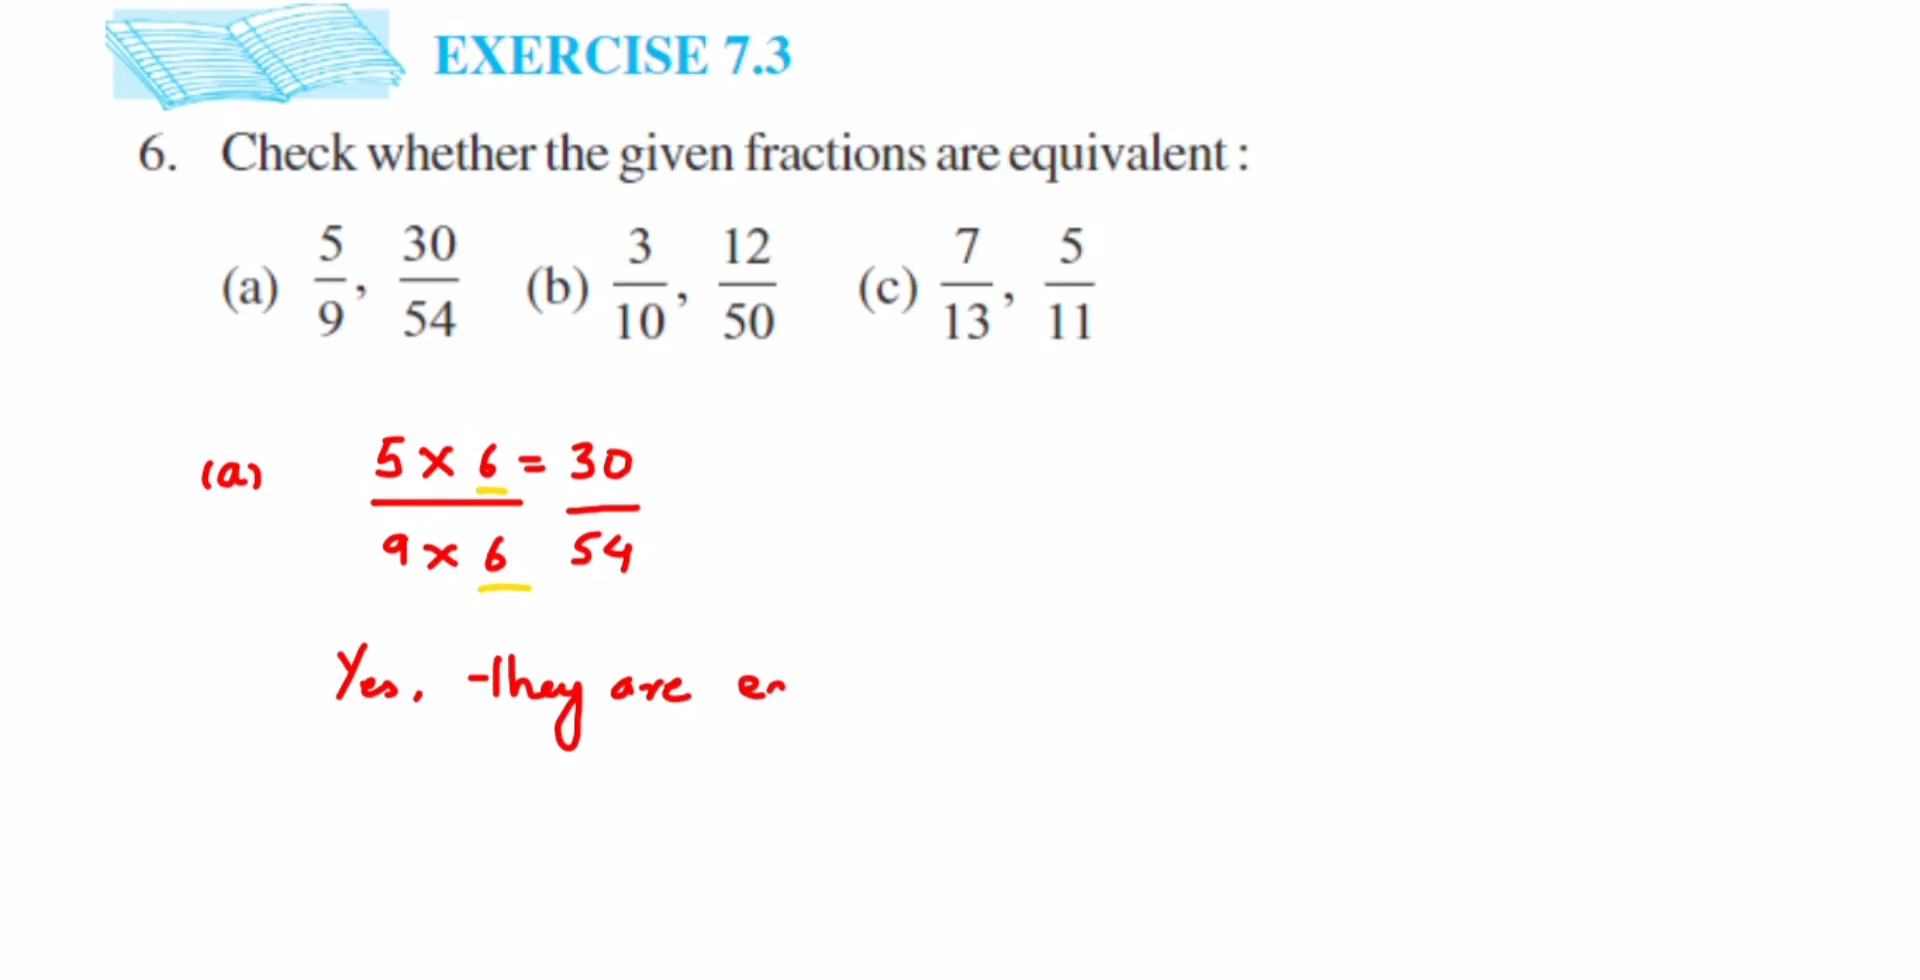 EXERCISE 7.3
6. Check whether the given fractions are equivalent :
(a) 5/9, 30/54 (b) 3/10, 12/50 (c) 7/13, 5/11
(a) 5 × 6 = 30
9 × 6 54
Yes. They are